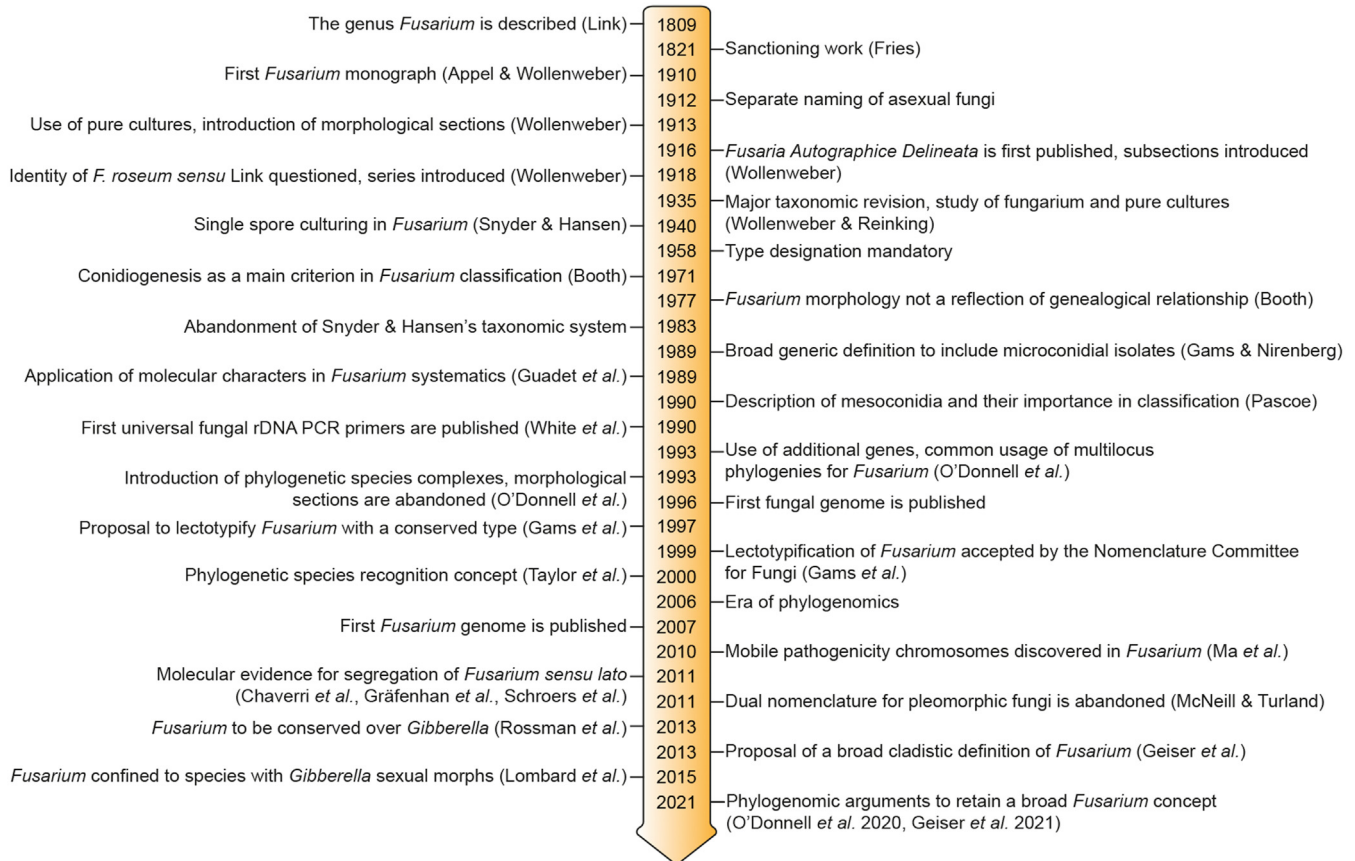 The genus Fusarium is described (Link)
1809
1821
Sanctioning work (Fries)
First Fusarium monograph (Appel & Wollenweber)
1910
1912
Separate naming of asexual fungi
Use of pure cultures, introduction of morphological sections (Wollenweber)
1913
1916
Fusaria Autographice Delineata is first published, subsections introduced
(Wollenweber)
Identity of F. roseum sensu Link questioned, series introduced (Wollenweber)
1918
1935
Major taxonomic revision, study of fungarium and pure cultures
(Wollenweber & Reinking)
Single spore culturing in Fusarium (Snyder & Hansen)
1940
1958
Type designation mandatory
Conidiogenesis as a main criterion in Fusarium classification (Booth)
1971
1977
Fusarium morphology not a reflection of genealogical relationship (Booth)
Abandonment of Snyder & Hansen's taxonomic system
1983
1989
Broad generic definition to include microconidial isolates (Gams & Nirenberg)
Application of molecular characters in Fusarium systematics (Guadet et al.)
1989
1990
Description of mesoconidia and their importance in classification (Pascoe)
First universal fungal rDNA PCR primers are published (White et al.)
1990
1993
Use of additional genes, common usage of multilocus
phylogenies for Fusarium (O'Donnell et al.)
Introduction of phylogenetic species complexes, morphological
sections are abandoned (O'Donnell et al.)
1993
1996
First fungal genome is published
Proposal to lectotypify Fusarium with a conserved type (Gams et al.)
1997
1999
Lectotypification of Fusarium accepted by the Nomenclature Committee
for Fungi (Gams et al.)
Phylogenetic species recognition concept (Taylor et al.)
2000
2006
Era of phylogenomics
First Fusarium genome is published
2007
2010
Mobile pathogenicity chromosomes discovered in Fusarium (Ma et al.)
Molecular evidence for segregation of Fusarium sensu lato
(Chaverri et al., Gräfenhan et al., Schroers et al.)
2011
2011
Dual nomenclature for pleomorphic fungi is abandoned (McNeill & Turland)
Fusarium to be conserved over Gibberella (Rossman et al.)
2013
2013
Proposal of a broad cladistic definition of Fusarium (Geiser et al.)
Fusarium confined to species with Gibberella sexual morphs (Lombard et al.)
2015
2021
Phylogenomic arguments to retain a broad Fusarium concept
(O'Donnell et al. 2020, Geiser et al. 2021)